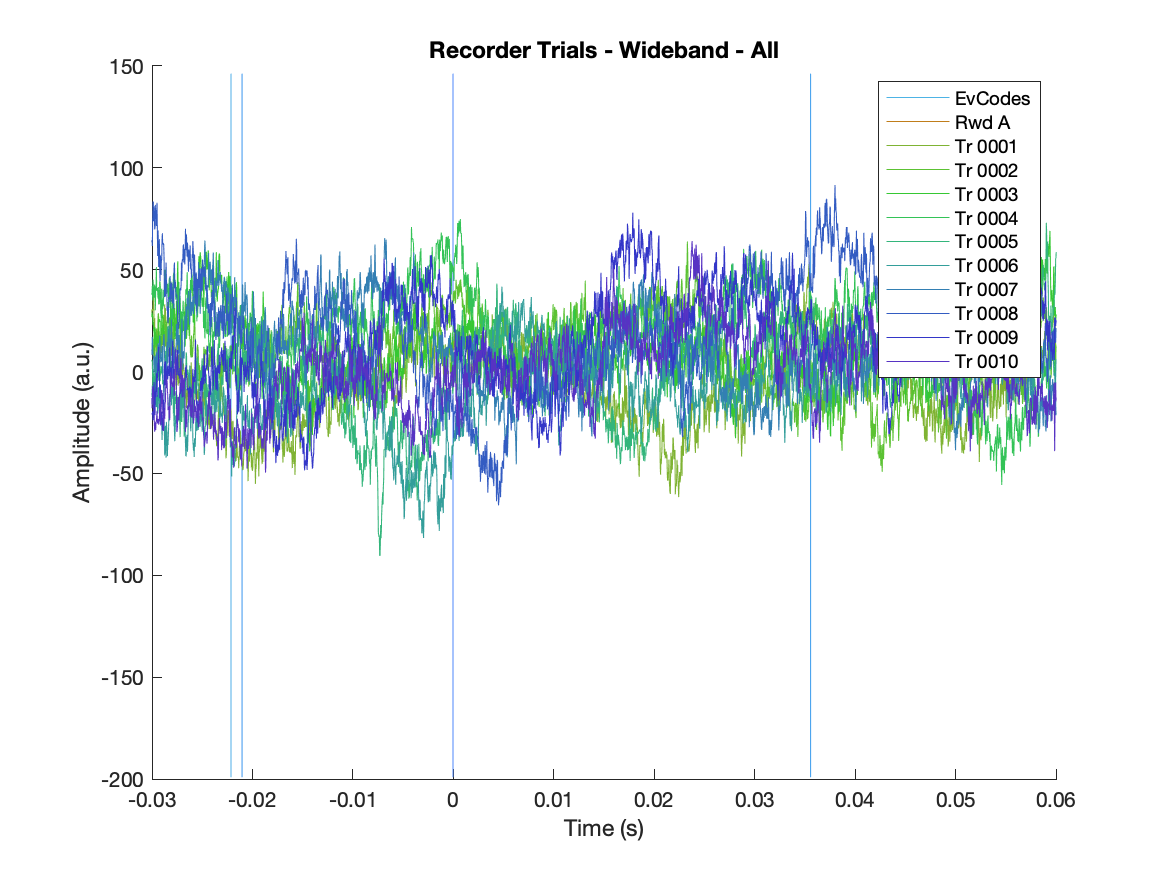 Recorder Trials - Wideband - All
150
100
50
0
-50
-100
-150
-200
Amplitude (a.u.)
EvCodes
Rwd A
Tr 0001
Tr 0002
Tr 0003
Tr 0004
Tr 0005
Tr 0006
Tr 0007
Tr 0008
Tr 0009
Tr 0010
-0.03 -0.02 -0.01 0 0.01 0.02 0.03 0.04 0.05 0.06
Time (s)